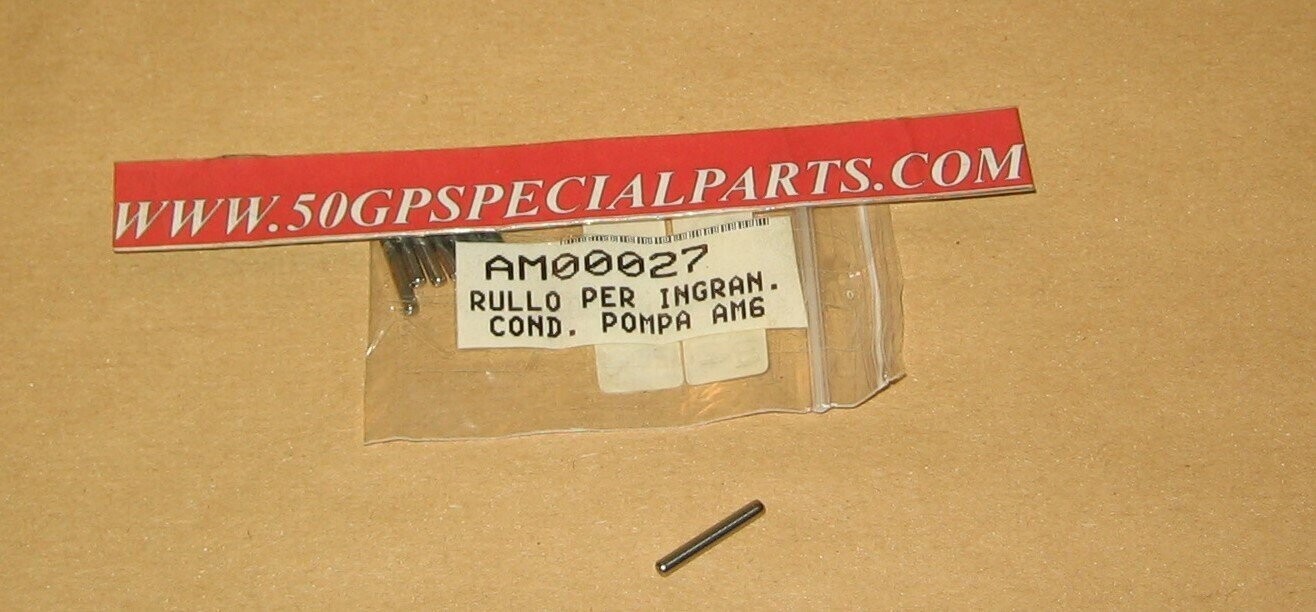 WWW.50GPSPECIALPARTS.COM
AM00027
RULLO PER INGRAN.
COND. POMPA AM6